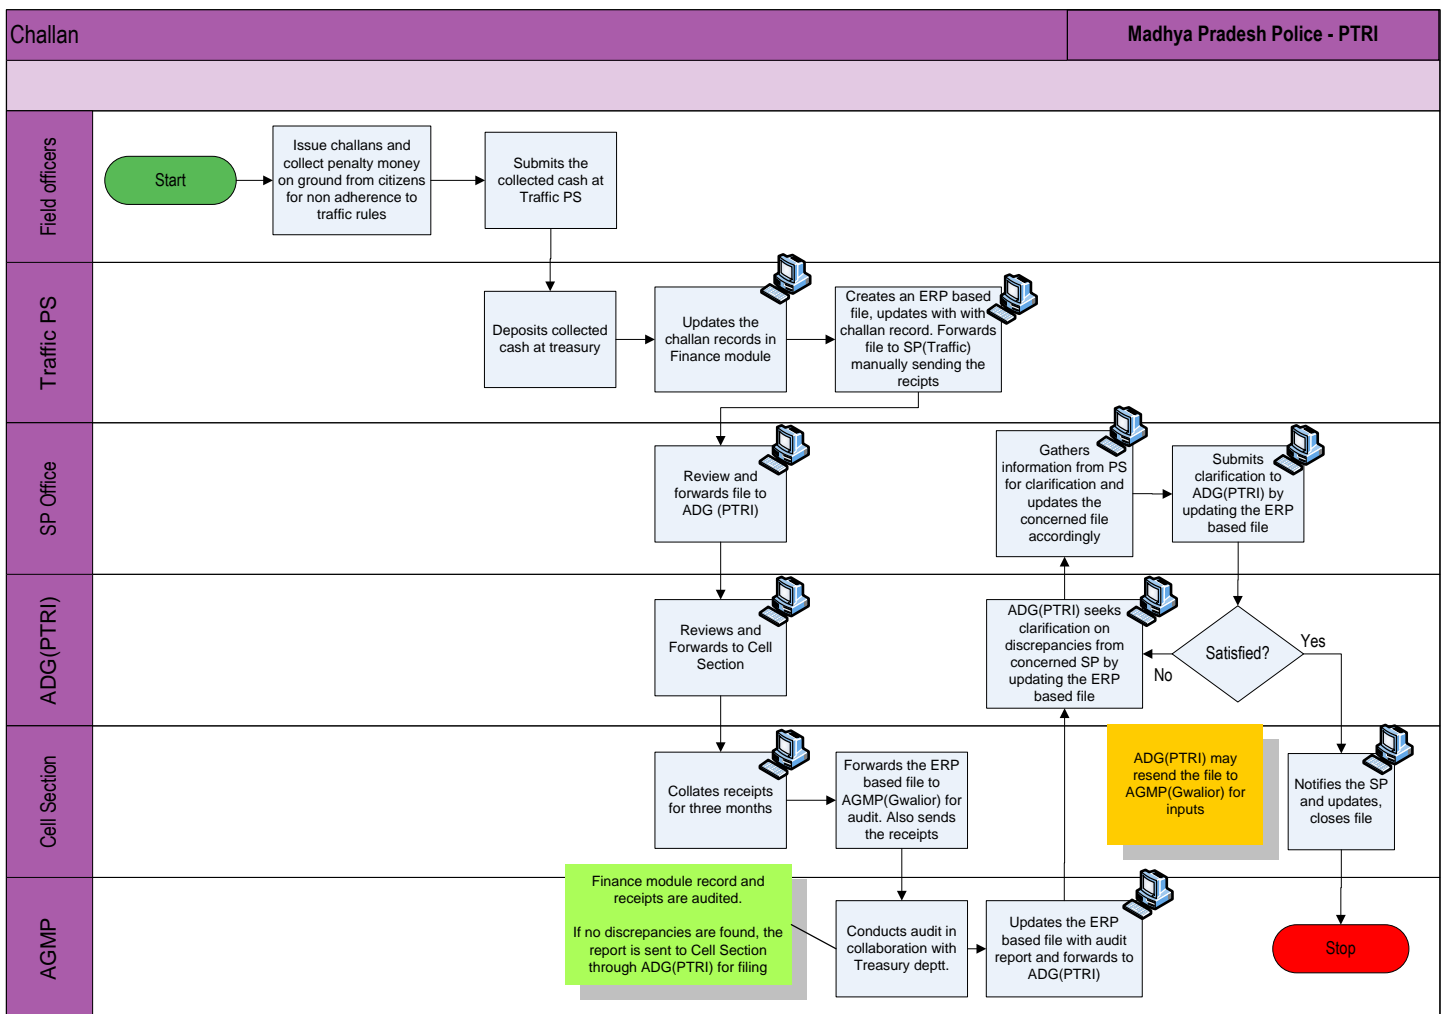 Challan
Madhya Pradesh Police - PTRI
Field officers
Start
Issue challans and
collect penalty money
on ground from citizens
for non adherence to
traffic rules
Submits the
collected cash at
Traffic PS
Traffic PS
Deposits collected
cash at treasury
Updates the
challan records in
Finance module
Creates an ERP based
file, updates with with
challan record. Forwards
file to SP(Traffic)
manually sending the
recipts
SP Office
Review and
forwards file to
ADG (PTRI)
Gathers
information from PS
for clarification and
updates the
concerned file
accordingly
Submits
clarification to
ADG(PTRI) by
updating the ERP
based file
ADG(PTRI)
Reviews and
Forwards to Cell
Section
ADG(PTRI) seeks
clarification on
discrepancies from
concerned SP by
updating the ERP
based file
No
Satisfied?
Yes
Cell Section
Collates receipts
for three months
Forwards the ERP
based file to
AGMP(Gwalior) for
audit. Also sends
the receipts
ADG(PTRI) may
resend the file to
AGMP(Gwalior) for
inputs
Notifies the SP
and updates,
closes file
AGMP
Finance module record and
receipts are audited.
If no discrepancies are found, the
report is sent to Cell Section
through ADG(PTRI) for filing
Conducts audit in
collaboration with
Treasury deptt.
Updates the ERP
based file with audit
report and forwards to
ADG(PTRI)
Stop